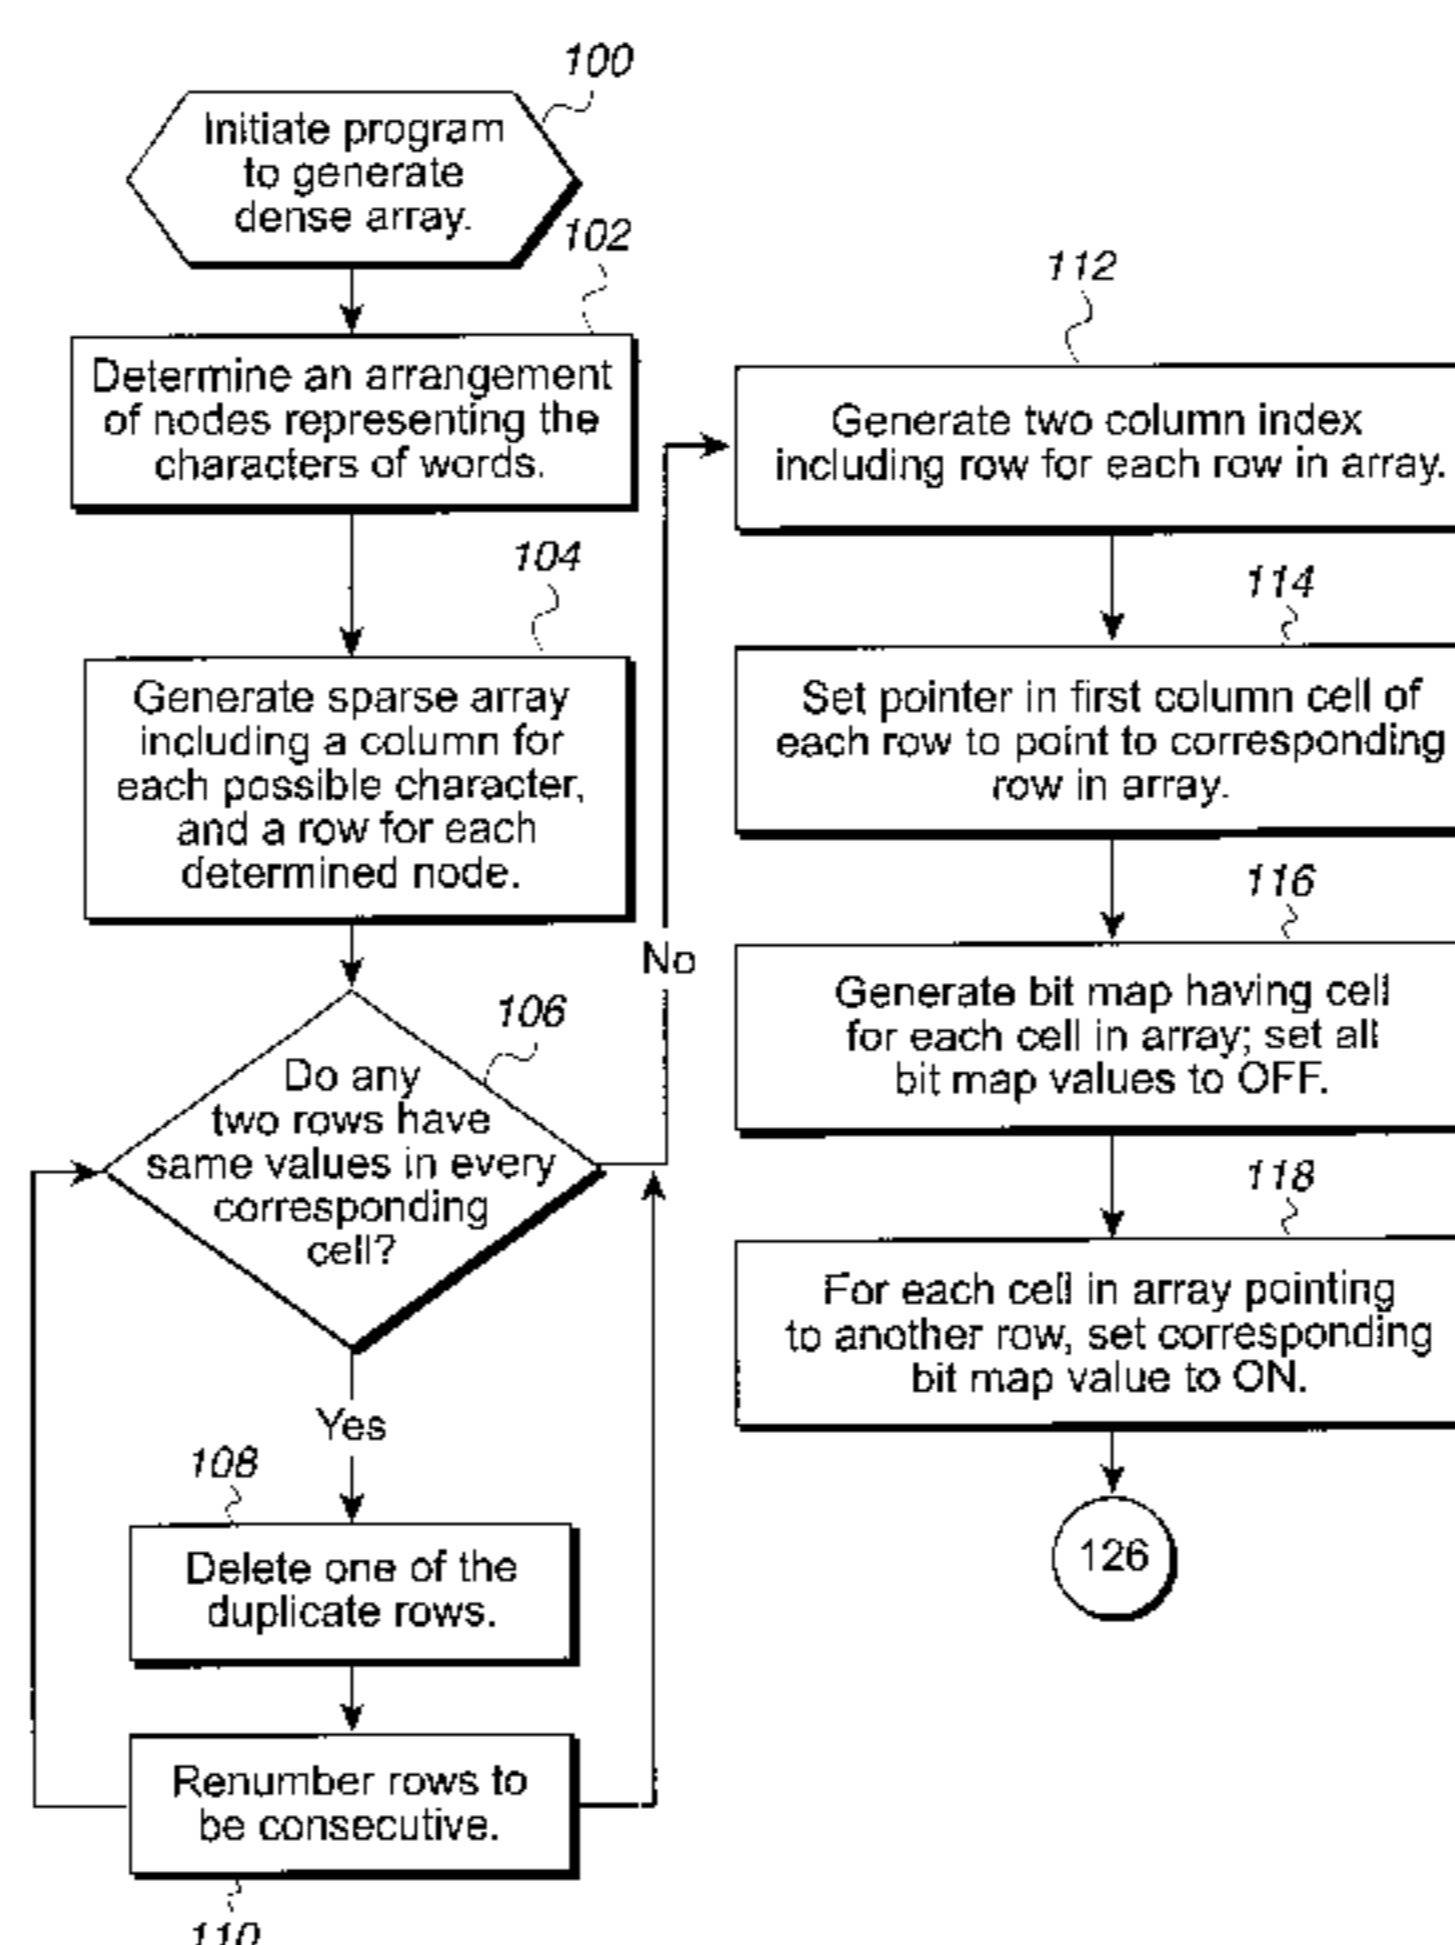 100
Initiate program
to generate
dense array.
102
Determine an arrangement
of nodes representing the
characters of words.
104
Generate sparse array
including a column for
each possible character,
and a row for each
determined node.
106
Do any
two rows have
same values in every
corresponding
cell?
No
Yes
108
Delete one of the
duplicate rows.
Renumber rows to
be consecutive.
110
112
Generate two column index
including row for each row in array.
114
Set pointer in first column cell of
each row to point to corresponding
row in array.
116
Generate bit map having cell
for each cell in array; set all
bit map values to OFF.
118
For each cell in array pointing
to another row, set corresponding
bit map value to ON.
126